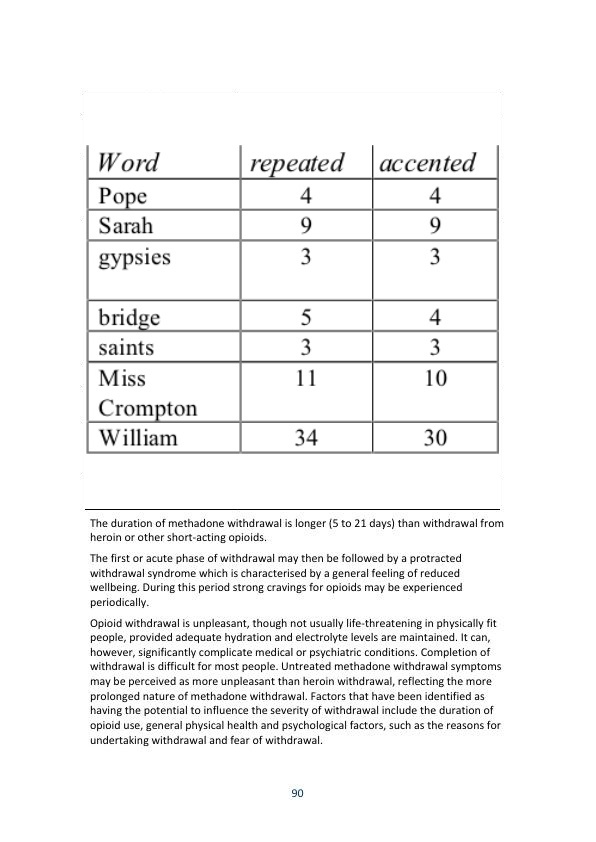 Word repeated accented
Pope 4 4
Sarah 9 9
gypsies 3 3
bridge 5 4
saints 3 3
Miss 11 10
Crompton
William 34 30
The duration of methadone withdrawal is longer (5 to 21 days) than withdrawal from
heroin or other short-acting opioids.
The first or acute phase of withdrawal may then be followed by a protracted
withdrawal syndrome which is characterised by a general feeling of reduced
wellbeing. During this period strong cravings for opioids may be experienced
periodically.
Opioid withdrawal is unpleasant, though not usually life-threatening in physically fit
people, provided adequate hydration and electrolyte levels are maintained. It can,
however, significantly complicate medical or psychiatric conditions. Completion of
withdrawal is difficult for most people. Untreated methadone withdrawal symptoms
may be perceived as more unpleasant than heroin withdrawal, reflecting the more
prolonged nature of methadone withdrawal. Factors that have been identified as
having the potential to influence the severity of withdrawal include the duration of
opioid use, general physical health and psychological factors, such as the reasons for
undertaking withdrawal and fear of withdrawal.
90